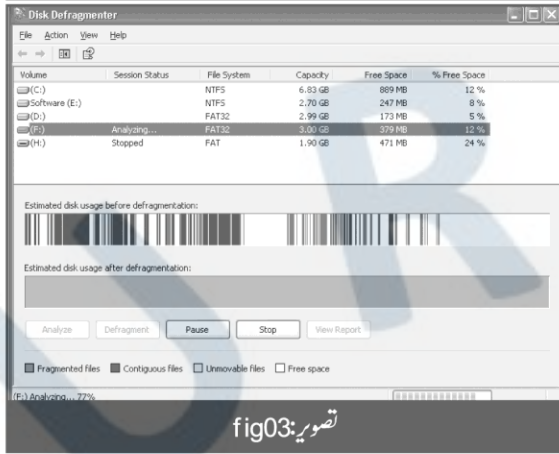 Disk Defragmenter
File Action View Help
Volume Session Status File System Capacity Free Space % Free Space
(C:) NTFS 6.83 GB 889 MB 12 %
Software (E:) NTFS 2.70 GB 247 MB 8 %
(D:) FAT32 2.99 GB 173 MB 5 %
(F:) Analyzing... FAT32 3.00 GB 379 MB 12 %
(H:) Stopped FAT 1.90 GB 471 MB 24 %
Estimated disk usage before defragmentation:
Estimated disk usage after defragmentation:
Analyze Defragment Pause Stop View Report
Fragmented files Contiguous files Unmovable files Free space
(F:) Analyzing... 77%
تصویر:fig03